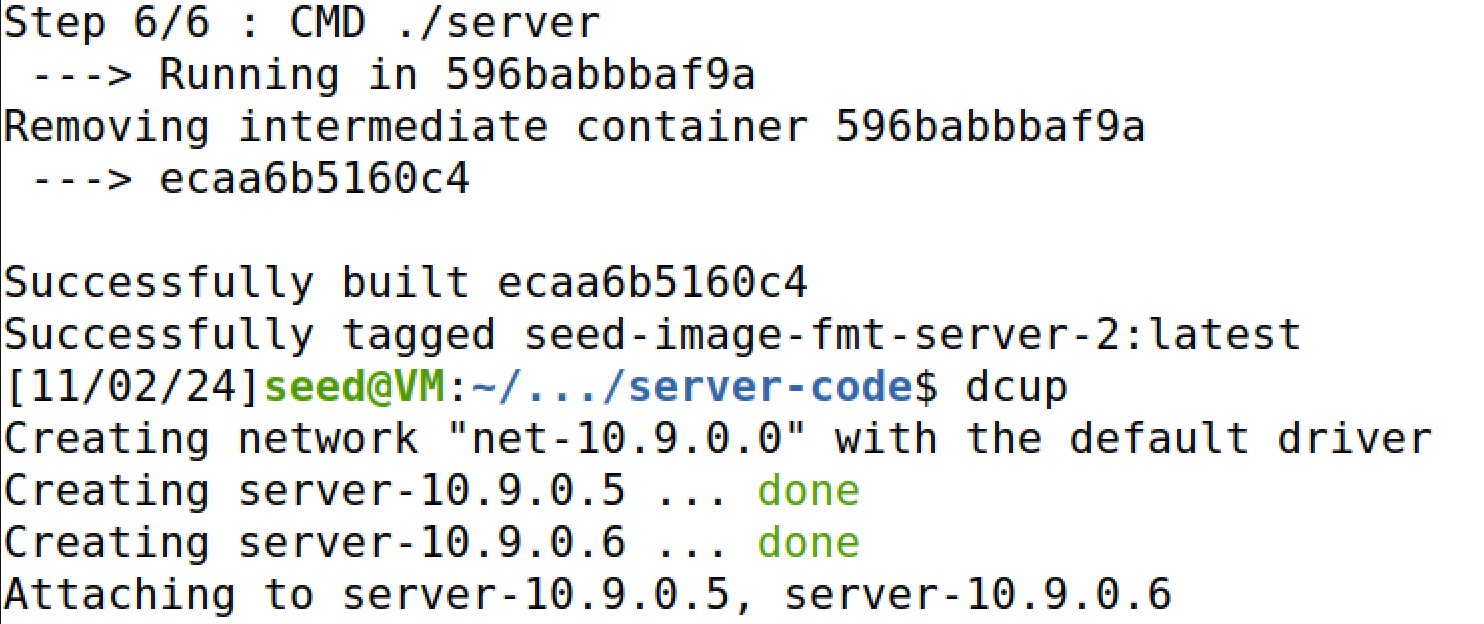 Step 6/6 : CMD ./server
 ---> Running in 596babbbaf9a
Removing intermediate container 596babbbaf9a
 ---> ecaa6b5160c4

Successfully built ecaa6b5160c4
Successfully tagged seed-image-fmt-server-2:latest
[11/02/24]seed@VM:~/.../server-code$ dcup
Creating network "net-10.9.0.0" with the default driver
Creating server-10.9.0.5 ... done
Creating server-10.9.0.6 ... done
Attaching to server-10.9.0.5, server-10.9.0.6